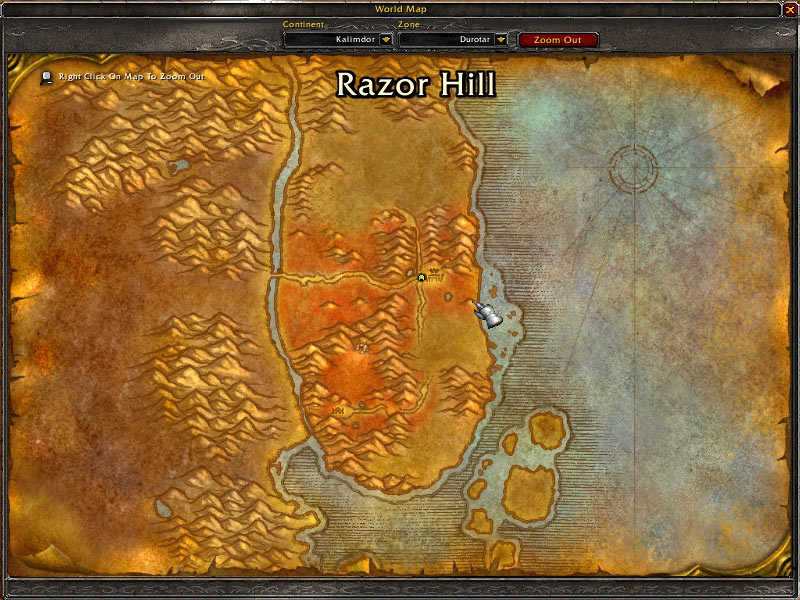 World Map
Continent
Zone
Kalimdor
Durotar
Zoom Out
Right Click On Map To Zoom Out
Razor Hill